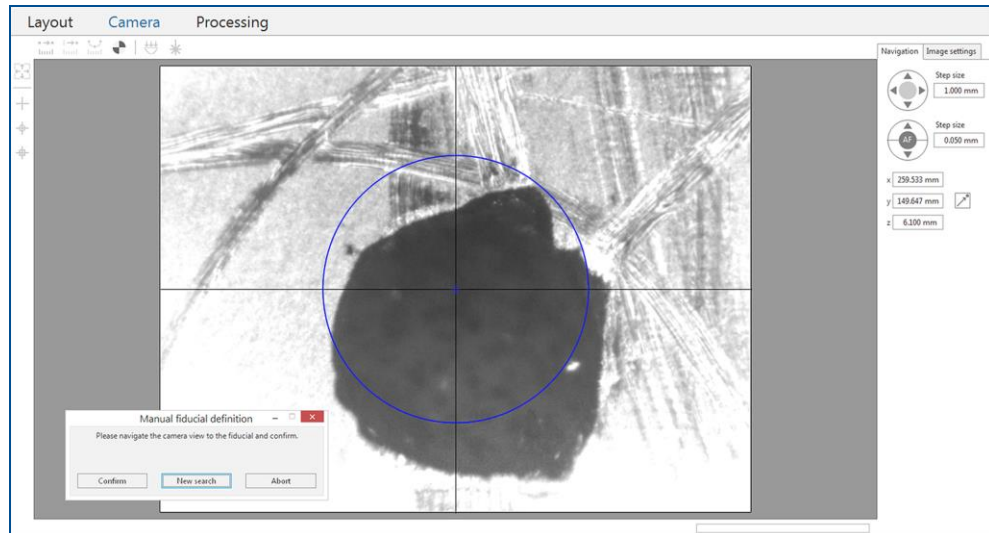 Layout Camera Processing
Navigation Image settings
Step size
1.000 mm
AF
Step size
0.050 mm
x 259.533 mm
y 149.647 mm
z 6.100 mm
Manual fiducial definition
Please navigate the camera view to the fiducial and confirm.
Confirm New search Abort